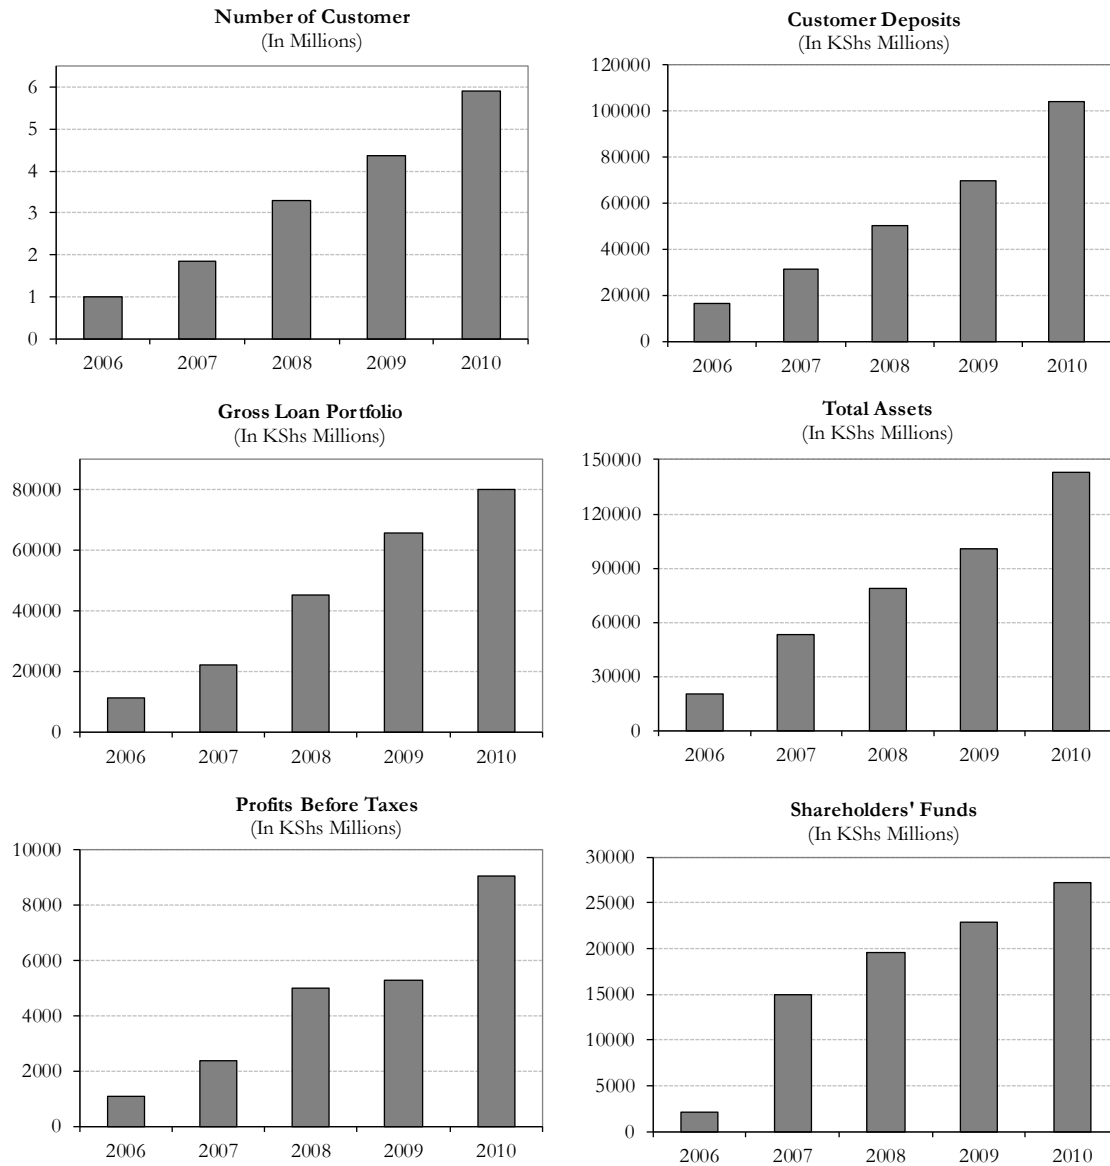 Number of Customer
(In Millions)
6
5
4
3
2
1
0
2006 2007 2008 2009 2010
Customer Deposits
(In KShs Millions)
120000
100000
80000
60000
40000
20000
0
2006 2007 2008 2009 2010
Gross Loan Portfolio
(In KShs Millions)
80000
60000
40000
20000
0
2006 2007 2008 2009 2010
Total Assets
(In KShs Millions)
150000
120000
90000
60000
30000
0
2006 2007 2008 2009 2010
Profits Before Taxes
(In KShs Millions)
10000
8000
6000
4000
2000
0
2006 2007 2008 2009 2010
Shareholders' Funds
(In KShs Millions)
30000
25000
20000
15000
10000
5000
0
2006 2007 2008 2009 2010